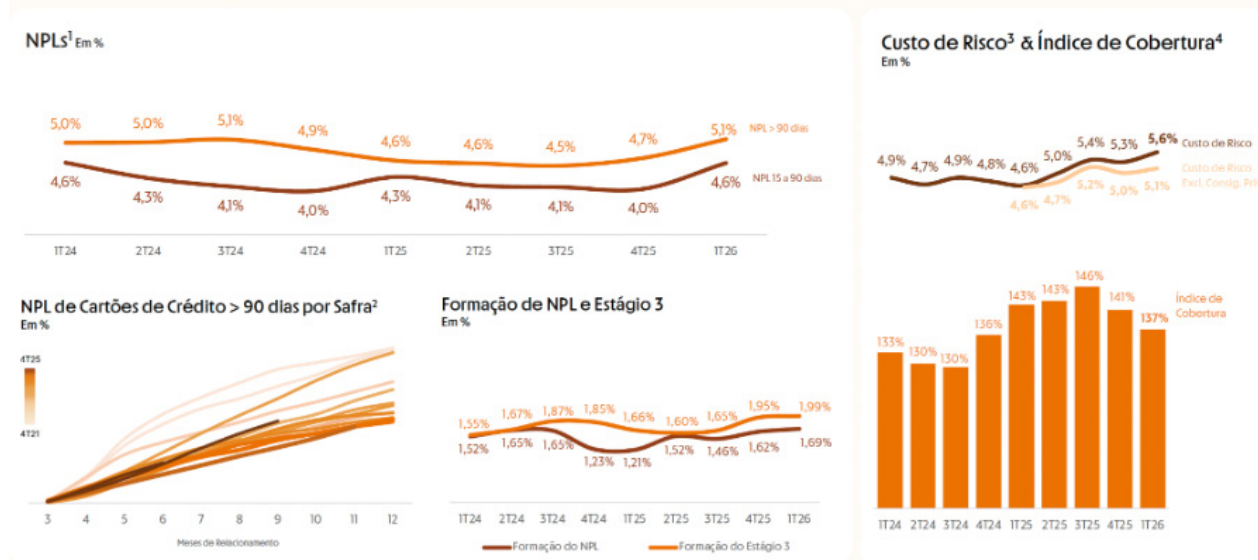 NPLs¹ Em %
5,0% 5,0% 5,1% 4,9% 4,6% 4,6% 4,5% 4,7% 5,1% NPL > 90 dias
4,6% 4,3% 4,1% 4,0% 4,3% 4,1% 4,1% 4,0% 4,6% NPL 15 a 90 dias
1T24 2T24 3T24 4T24 1T25 2T25 3T25 4T25 1T26
NPL de Cartões de Crédito > 90 dias por Safra²
Em %
4T25
4T21
3 4 5 6 7 8 9 10 11 12
Meses de Relacionamento
Formação de NPL e Estágio 3
Em %
1,55% 1,67% 1,87% 1,85% 1,66% 1,60% 1,65% 1,95% 1,99%
1,52% 1,65% 1,65% 1,23% 1,21% 1,52% 1,46% 1,62% 1,69%
1T24 2T24 3T24 4T24 1T25 2T25 3T25 4T25 1T26
Formação do NPL Formação do Estágio 3
Custo de Risco³ & Índice de Cobertura⁴
Em %
4,9% 4,7% 4,9% 4,8% 4,6% 5,0% 5,4% 5,3% 5,6% Custo de Risco
4,6% 4,7% 5,2% 5,0% 5,1% Custo de Risco
Excl. Consig. Pri
133% 130% 130% 136% 143% 143% 146% 141% 137% Índice de
Cobertura
1T24 2T24 3T24 4T24 1T25 2T25 3T25 4T25 1T26